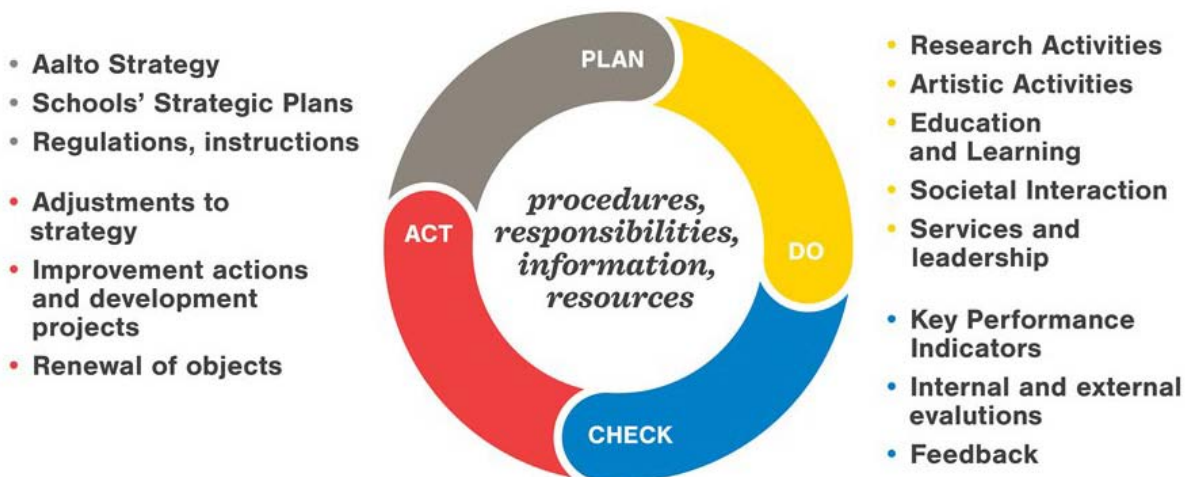 • Aalto Strategy
• Schools’ Strategic Plans
• Regulations, instructions
• Adjustments to
strategy
• Improvement actions
and development
projects
• Renewal of objects
PLAN
DO
CHECK
ACT
procedures,
responsibilities,
information,
resources
• Research Activities
• Artistic Activities
• Education
and Learning
• Societal Interaction
• Services and
leadership
• Key Performance
Indicators
• Internal and external
evalutions
• Feedback